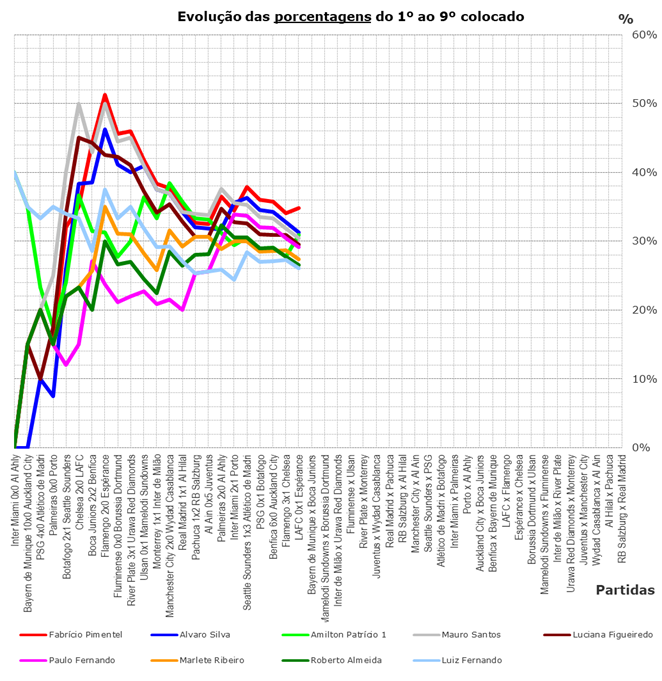 Evolução das porcentagens do 1º ao 9º colocado
%
60%
50%
40%
30%
20%
10%
0%
Inter Miami 0x0 Al Ahly
Bayern de Munique 10x0 Auckland City
PSG 4x0 Atlético de Madri
Palmeiras 0x0 Porto
Botafogo 2x1 Seattle Sounders
Chelsea 2x0 LAFC
Boca Juniors 2x2 Benfica
Flamengo 2x0 Espérance
Fluminense 0x0 Borussia Dortmund
River Plate 3x1 Urawa Red Diamonds
Ulsan 0x1 Mamelodi Sundowns
Monterrey 1x1 Inter de Milão
Manchester City 2x0 Wydad Casablanca
Real Madrid 1x1 Al Hilal
Pachuca 1x2 RB Salzburg
Al Ain 0x5 Juventus
Palmeiras 2x0 Al Ahly
Inter Miami 2x1 Porto
Seattle Sounders 1x3 Atlético de Madri
PSG 0x1 Botafogo
Benfica 6x0 Auckland City
Flamengo 3x1 Chelsea
LAFC 0x1 Espérance
Bayern de Munique x Boca Juniors
Mamelodi Sundowns x Borussia Dortmund
Inter de Milão x Urawa Red Diamonds
Fluminense x Ulsan
River Plate x Monterrey
Juventus x Wydad Casablanca
Real Madrid x Pachuca
RB Salzburg x Al Hilal
Manchester City x Al Ain
Seattle Sounders x PSG
Atlético de Madri x Botafogo
Inter Miami x Palmeiras
Porto x Al Ahly
Auckland City x Boca Juniors
Benfica x Bayern de Munique
LAFC x Flamengo
Esperance x Chelsea
Borussia Dortmund x Ulsan
Mamelodi Sundowns x Fluminense
Inter de Milão x River Plate
Urawa Red Diamonds x Monterrey
Juventus x Manchester City
Wydad Casablanca x Al Ain
Al Hilal x Pachuca
RB Salzburg x Real Madrid
Partidas
Fabrício Pimentel
Alvaro Silva
Amilton Patrício 1
Mauro Santos
Luciana Figueiredo
Paulo Fernando
Marlete Ribeiro
Roberto Almeida
Luiz Fernando